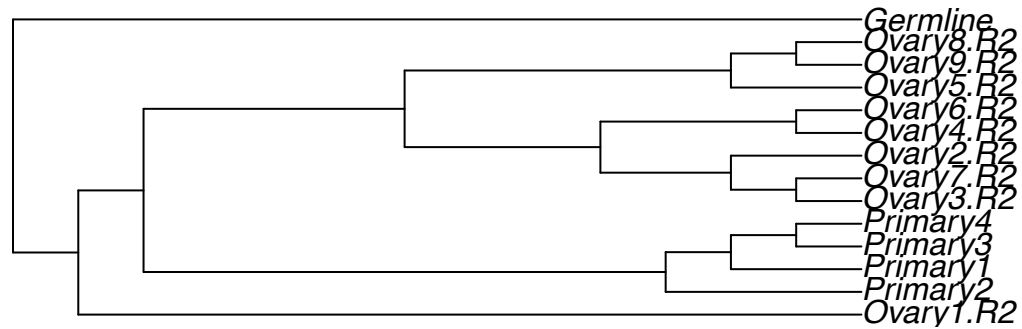 Germline
Ovary8.R2
Ovary9.R2
Ovary5.R2
Ovary6.R2
Ovary4.R2
Ovary2.R2
Ovary7.R2
Ovary3.R2
Primary4
Primary3
Primary1
Primary2
Ovary1.R2